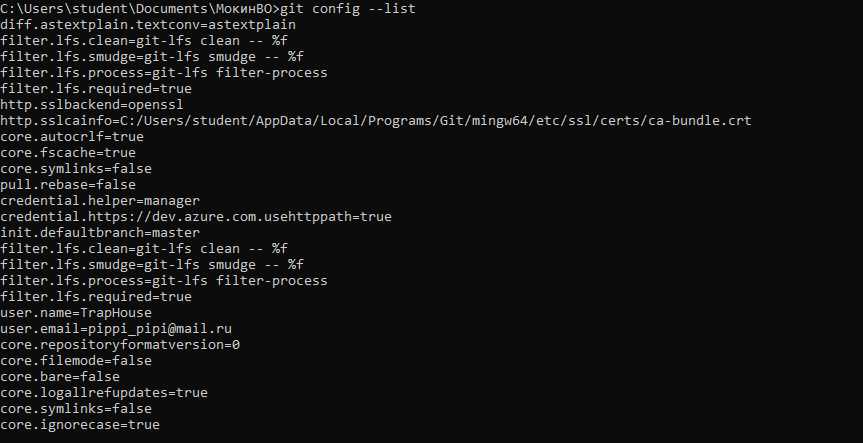 C:\Users\student\Documents\МокинВО>git config --list
diff.astextplain.textconv=astextplain
filter.lfs.clean=git-lfs clean -- %f
filter.lfs.smudge=git-lfs smudge -- %f
filter.lfs.process=git-lfs filter-process
filter.lfs.required=true
http.sslbackend=openssl
http.sslcainfo=C:/Users/student/AppData/Local/Programs/Git/mingw64/etc/ssl/certs/ca-bundle.crt
core.autocrlf=true
core.fscache=true
core.symlinks=false
pull.rebase=false
credential.helper=manager
credential.https://dev.azure.com.usehttppath=true
init.defaultbranch=master
filter.lfs.clean=git-lfs clean -- %f
filter.lfs.smudge=git-lfs smudge -- %f
filter.lfs.process=git-lfs filter-process
filter.lfs.required=true
user.name=TrapHouse
user.email=pippi_pipi@mail.ru
core.repositoryformatversion=0
core.filemode=false
core.bare=false
core.logallrefupdates=true
core.symlinks=false
core.ignorecase=true